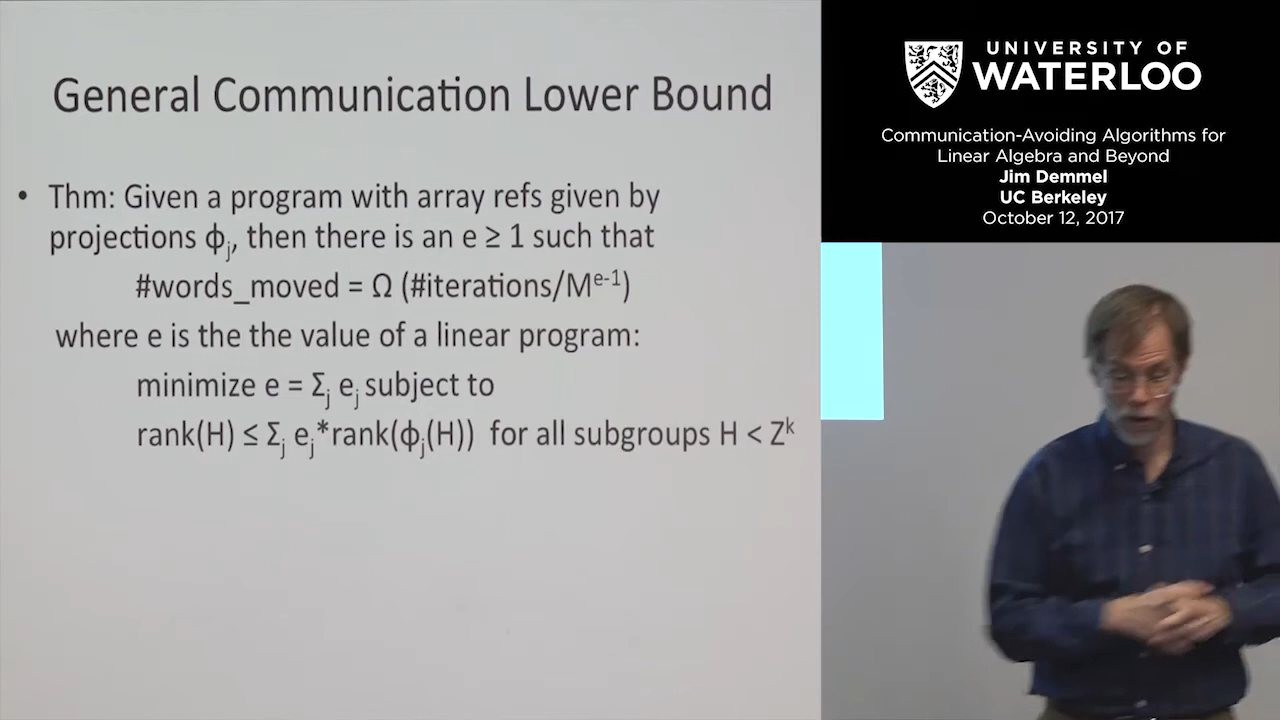 General Communication Lower Bound
• Thm: Given a program with array refs given by
projections ϕj, then there is an e ≥ 1 such that
#words_moved = Ω (#iterations/M^e-1)
where e is the the value of a linear program:
minimize e = Σj ej subject to
rank(H) ≤ Σj ej*rank(ϕj(H)) for all subgroups H < Z^k
UNIVERSITY OF
WATERLOO
Communication-Avoiding Algorithms for
Linear Algebra and Beyond
Jim Demmel
UC Berkeley
October 12, 2017